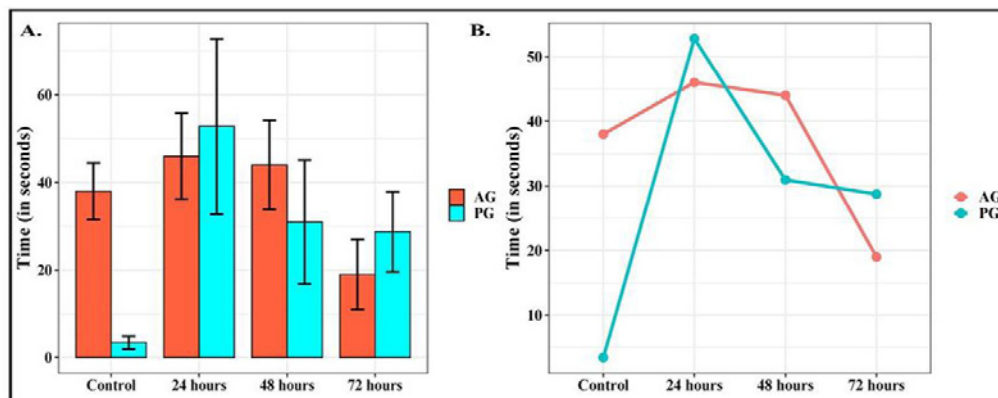 A.
Time (in seconds)
60
40
20
0
Control 24 hours 48 hours 72 hours
AG
PG
B.
Time (in seconds)
50
40
30
20
10
Control 24 hours 48 hours 72 hours
AG
PG